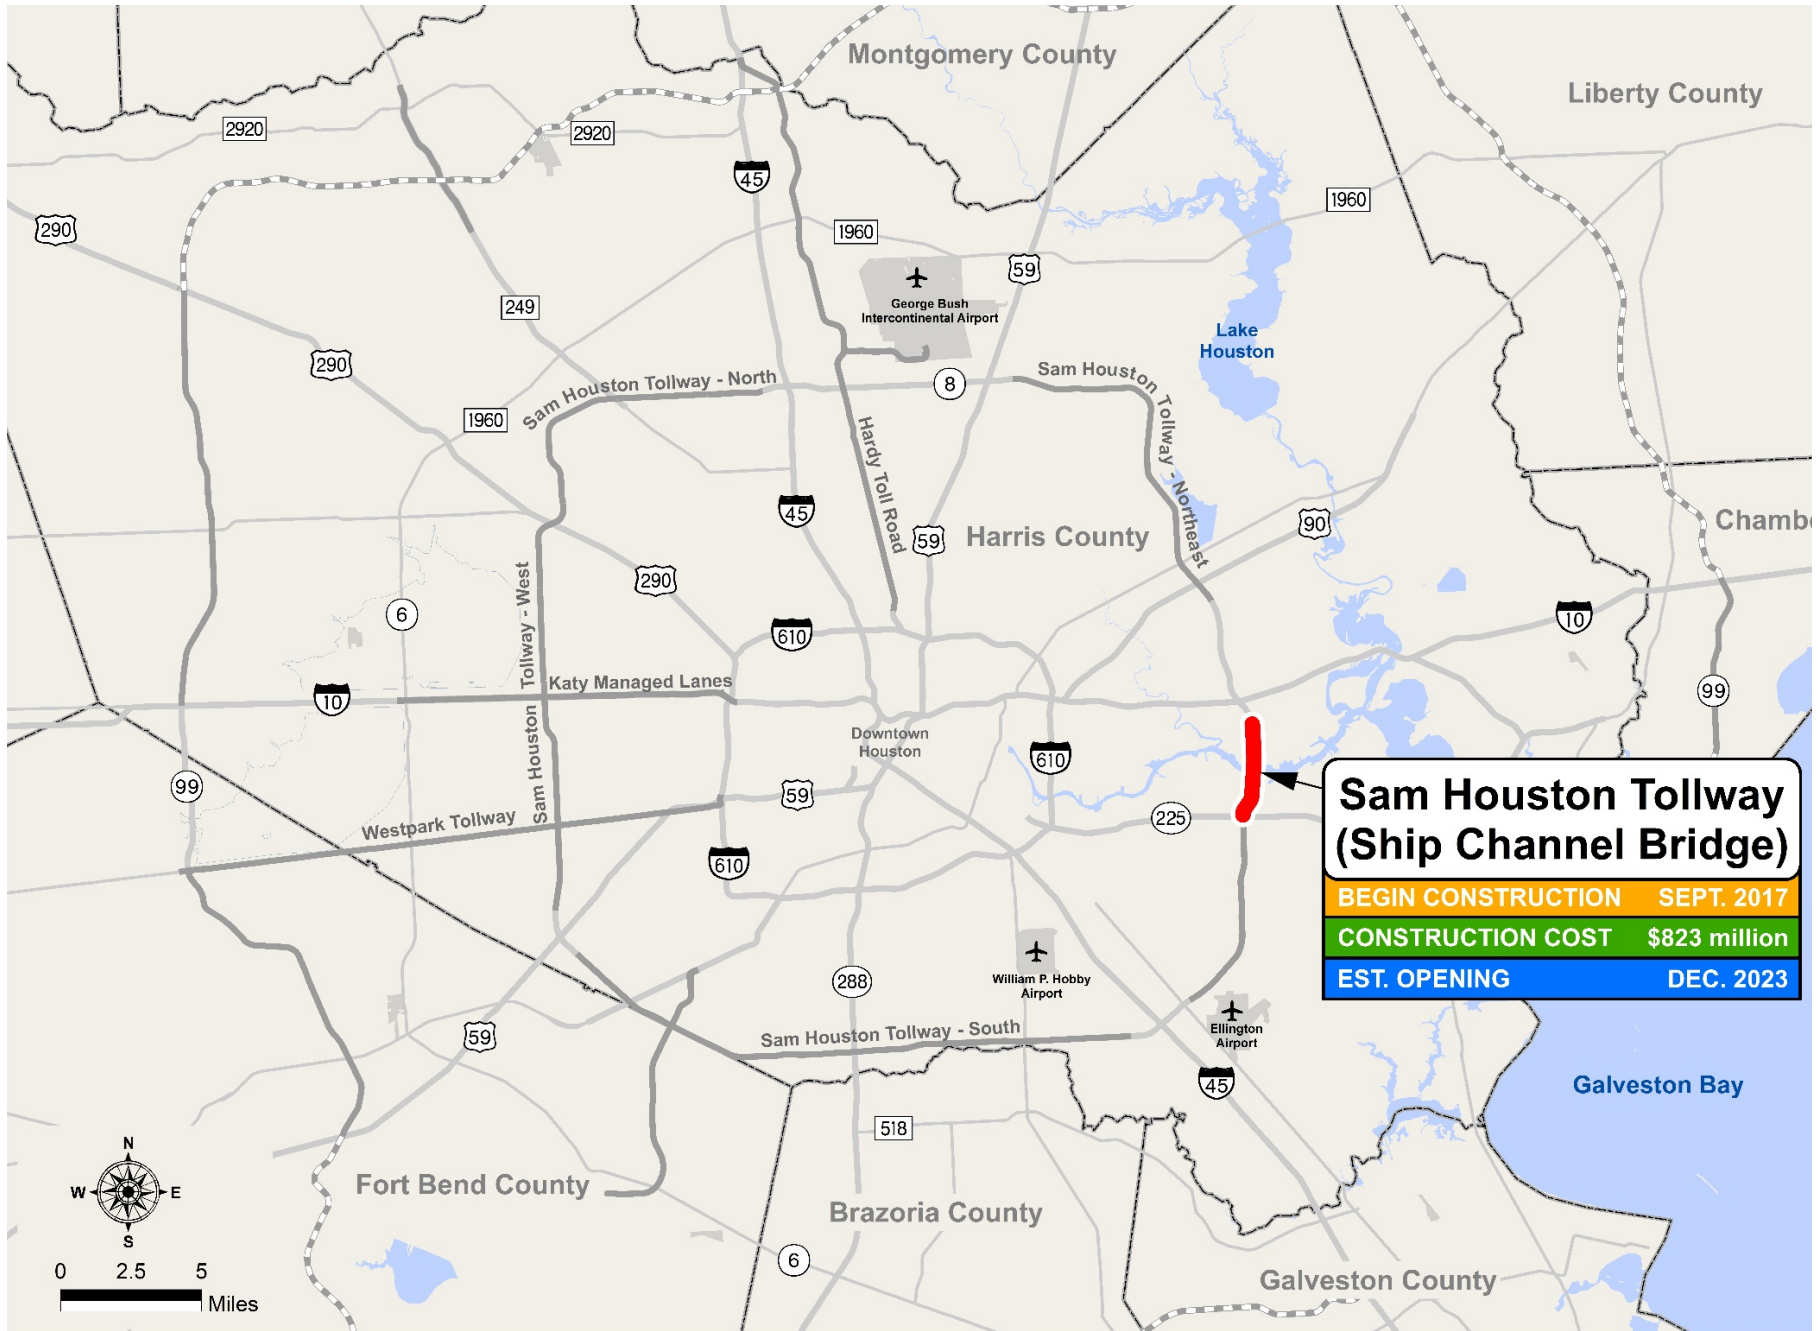 Montgomery County
Liberty County
2920
2920
45
290
1960
1960
59
George Bush
Intercontinental Airport
249
Lake
Houston
290
Sam Houston Tollway - North
8
Sam Houston Tollway - Northeast
1960
Hardy Toll Road
45
59
Harris County
90
Chambe
290
6
Sam Houston Tollway - West
610
10
Katy Managed Lanes
10
99
Downtown
Houston
610
99
59
Westpark Tollway
225
610
Sam Houston Tollway
(Ship Channel Bridge)
BEGIN CONSTRUCTION SEPT. 2017
CONSTRUCTION COST $823 million
EST. OPENING DEC. 2023
William P. Hobby
Airport
288
59
Sam Houston Tollway - South
Ellington
Airport
45
Galveston Bay
518
N
W E
S
Fort Bend County
Brazoria County
6
Galveston County
0 2.5 5
Miles